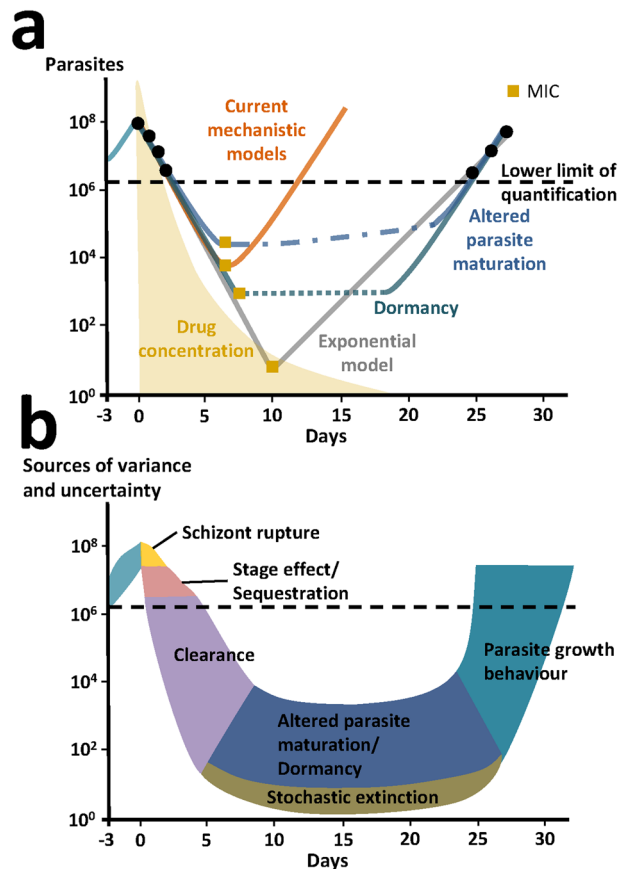 a
Parasites
MIC
Current
mechanistic
models
10⁸
Lower limit of
quantification
10⁶
Altered
parasite
maturation
10⁴
Dormancy
Drug
concentration
Exponential
model
10²
10⁰
-3 0 5 10 15 20 25 30
Days
b
Sources of variance
and uncertainty
Schizont rupture
10⁸
Stage effect/
Sequestration
10⁶
Clearance
Parasite growth
behaviour
10⁴
Altered parasite
maturation/
Dormancy
10²
Stochastic extinction
10⁰
-3 0 5 10 15 20 25 30
Days